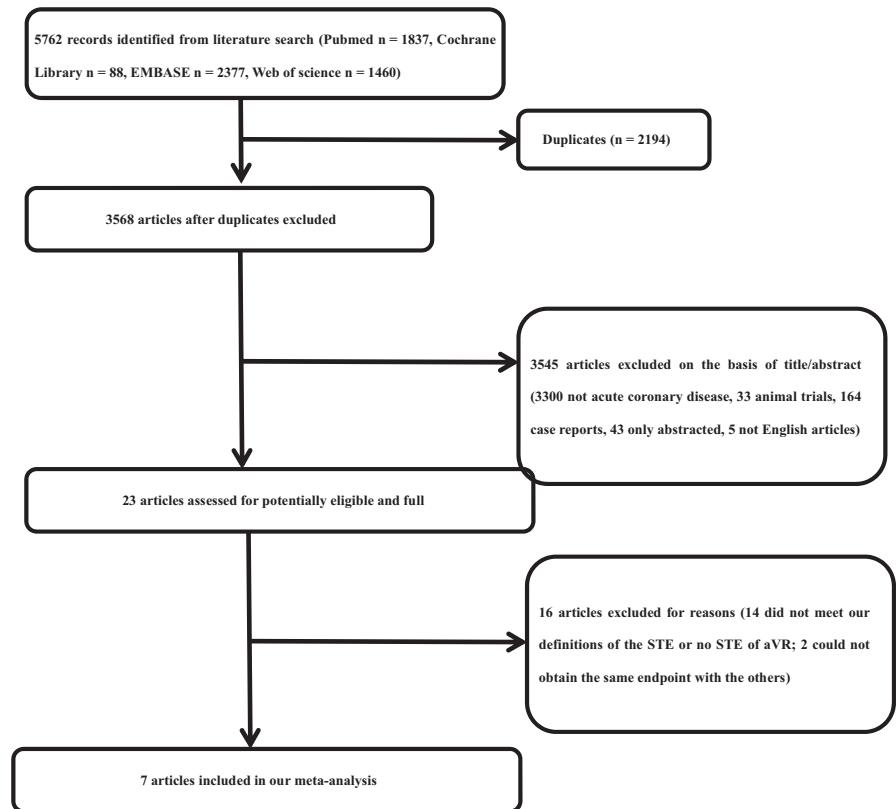 5762 records identified from literature search (Pubmed n = 1837, Cochrane
Library n = 88, EMBASE n = 2377, Web of science n = 1460)
Duplicates (n = 2194)
3568 articles after duplicates excluded
3545 articles excluded on the basis of title/abstract
(3300 not acute coronary disease, 33 animal trials, 164
case reports, 43 only abstracted, 5 not English articles)
23 articles assessed for potentially eligible and full
16 articles excluded for reasons (14 did not meet our
definitions of the STE or no STE of aVR; 2 could not
obtain the same endpoint with the others)
7 articles included in our meta-analysis